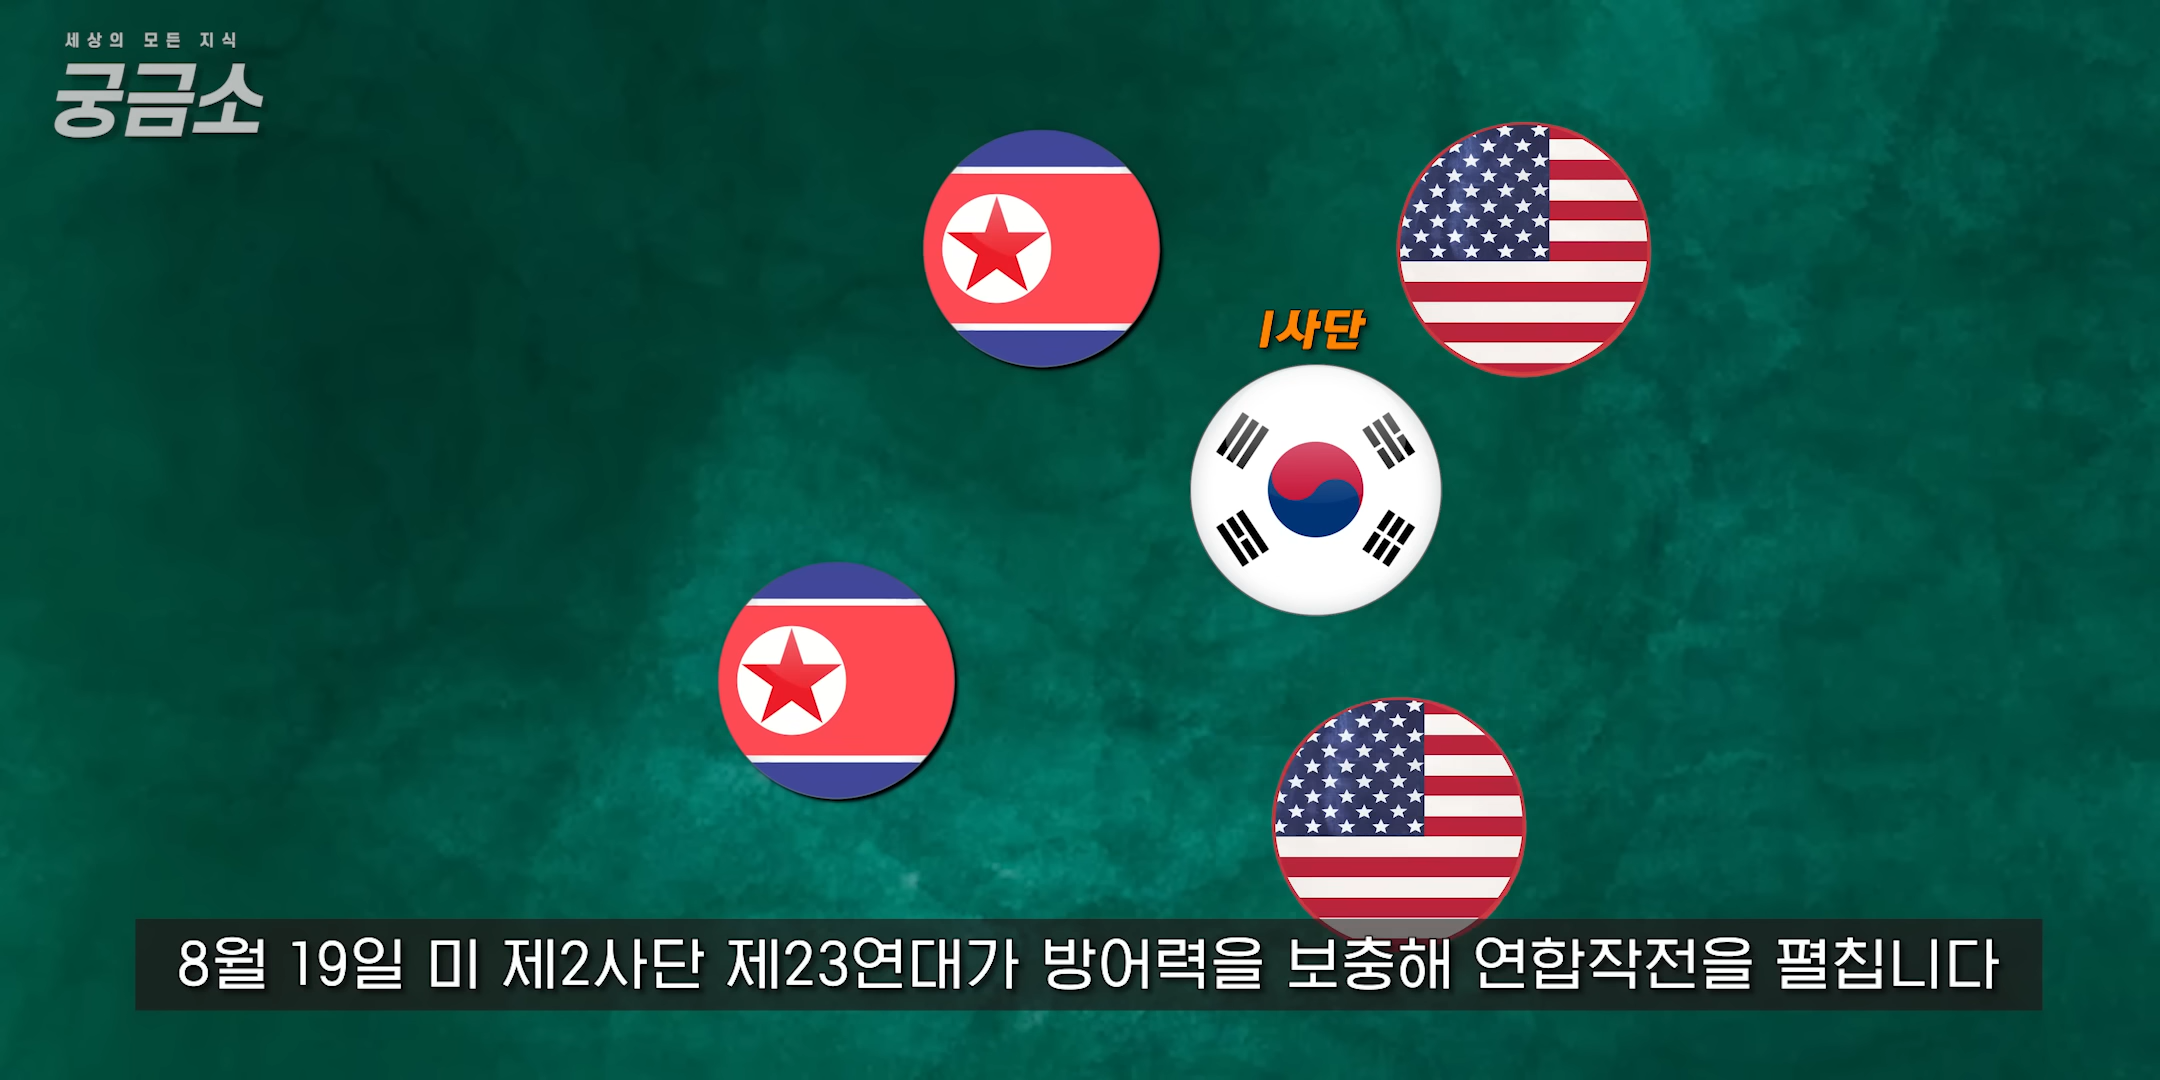 세상의 모든 지식
궁금소
1사단
8월 19일 미 제2사단 제23연대가 방어력을 보충해 연합작전을 펼칩니다